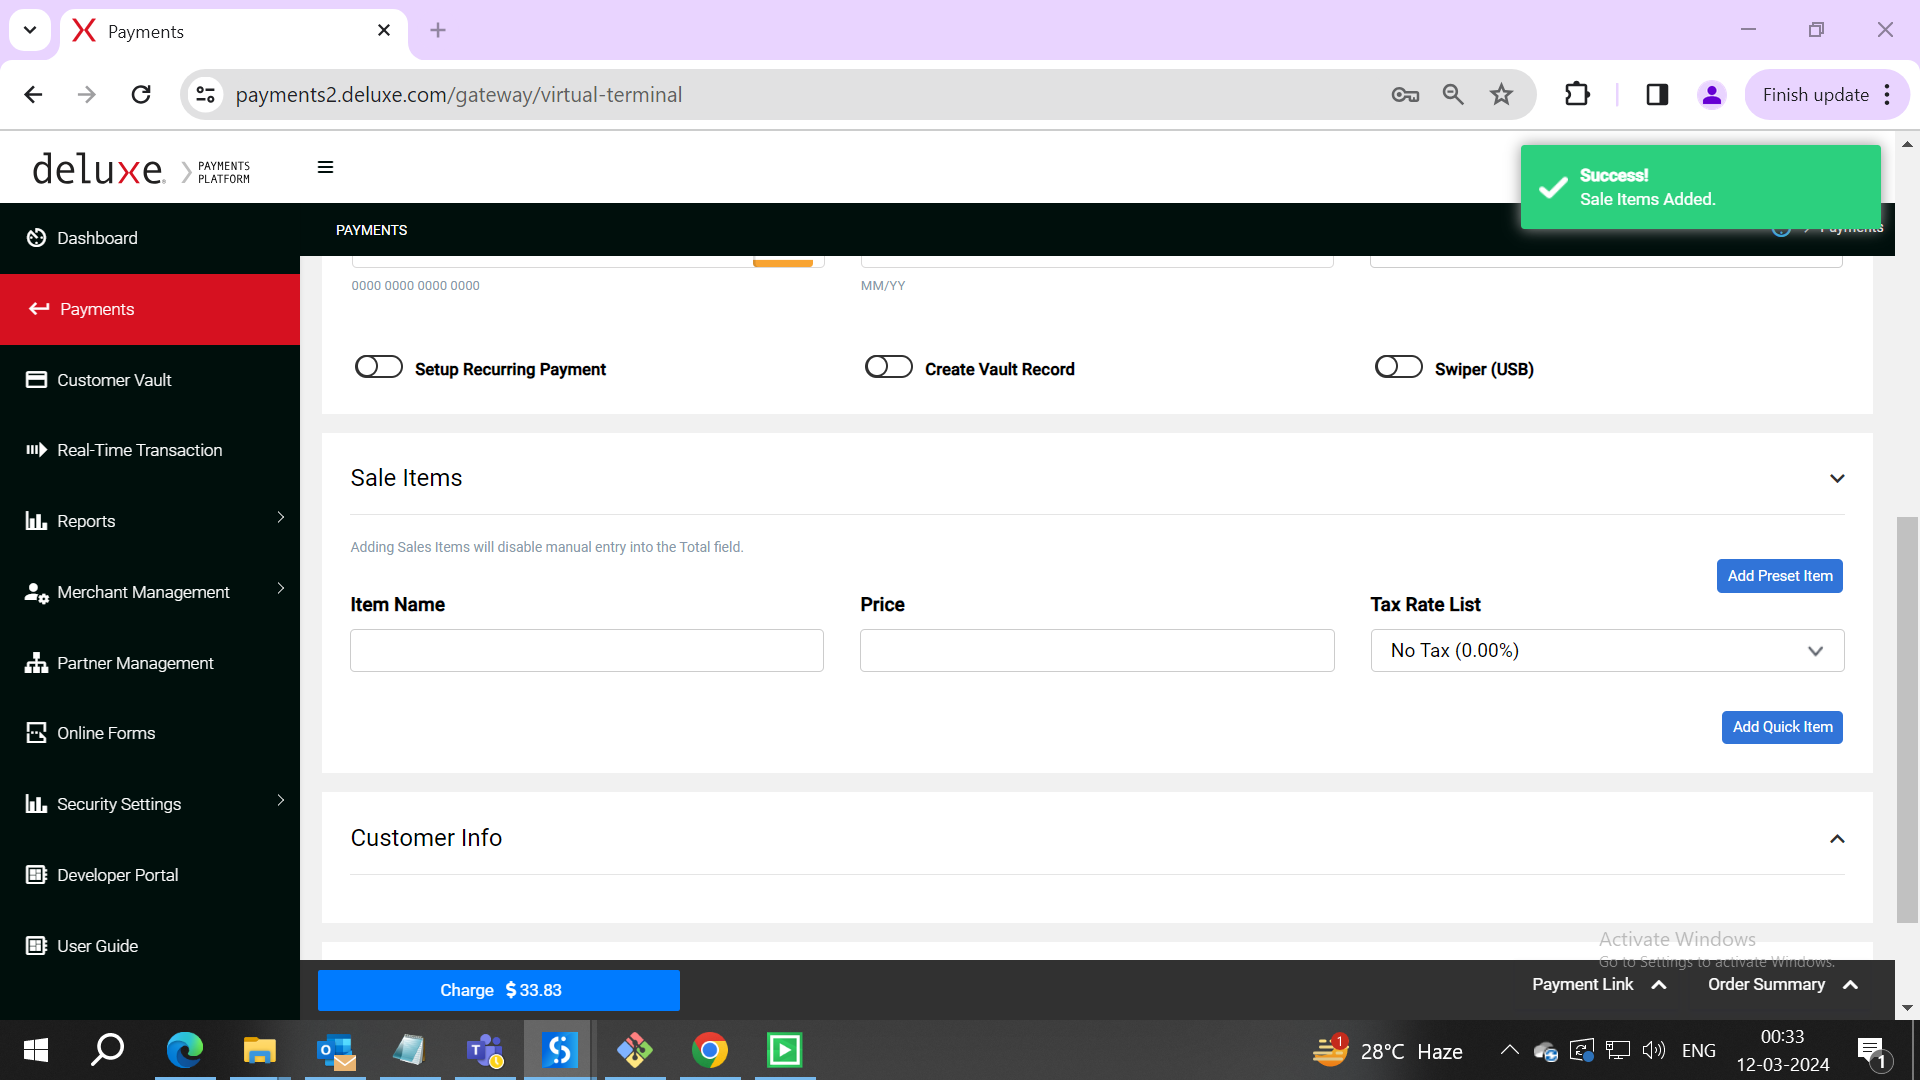 Payments
payments2.deluxe.com/gateway/virtual-terminal
Finish update
deluxe.
PAYMENTS
PLATFORM
Success!
Sale Items Added.
Dashboard
PAYMENTS
Payments
0000 0000 0000 0000
MM/YY
Payments
Setup Recurring Payment
Create Vault Record
Swiper (USB)
Customer Vault
Real-Time Transaction
Reports
Merchant Management
Partner Management
Online Forms
Security Settings
Developer Portal
User Guide
Sale Items
Adding Sales Items will disable manual entry into the Total field.
Add Preset Item
Item Name
Price
Tax Rate List
No Tax (0.00%)
Add Quick Item
Customer Info
Activate Windows
Go to Settings to activate Windows.
Charge $ 33.83
Payment Link
Order Summary
1
28°C Haze
ENG
00:33
12-03-2024
1